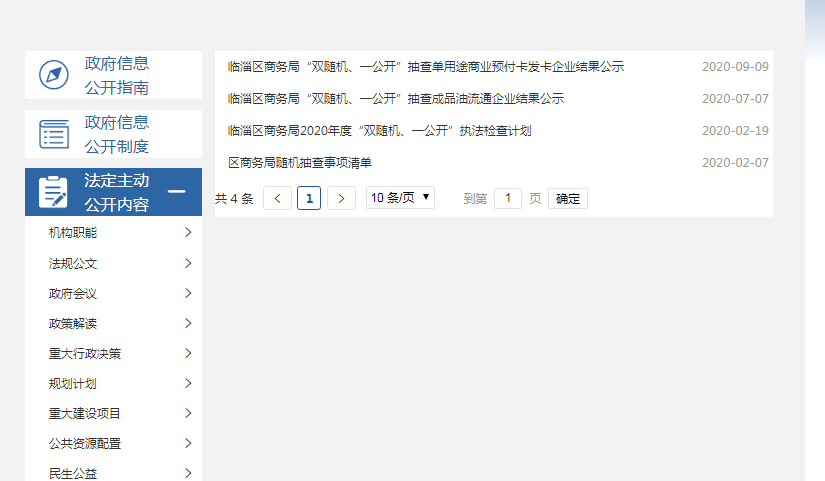 政府信息
公开指南
政府信息
公开制度
法定主动
公开内容
机构职能
法规公文
政府会议
政策解读
重大行政决策
规划计划
重大建设项目
公共资源配置
民生公益
临淄区商务局“双随机、一公开”抽查单用途商业预付卡发卡企业结果公示 2020-09-09
临淄区商务局“双随机、一公开”抽查成品油流通企业结果公示 2020-07-07
临淄区商务局2020年度“双随机、一公开”执法检查计划 2020-02-19
区商务局随机抽查事项清单 2020-02-07
共 4 条 1 10 条/页 到第 1 页 确定